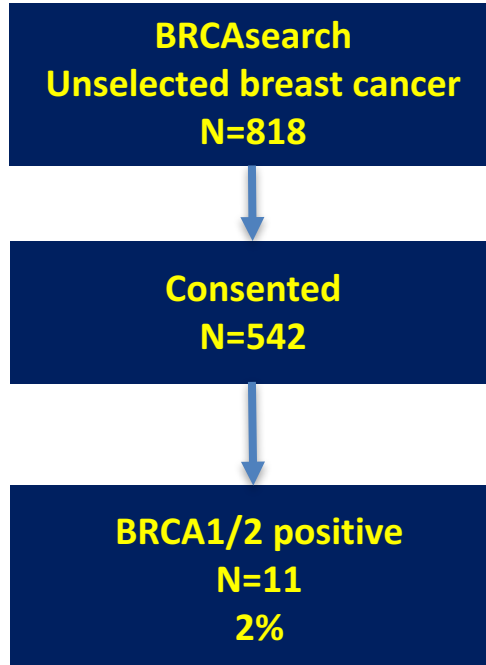 BRCAsearch
Unselected breast cancer
N=818
Consented
N=542
BRCA1/2 positive
N=11
2%